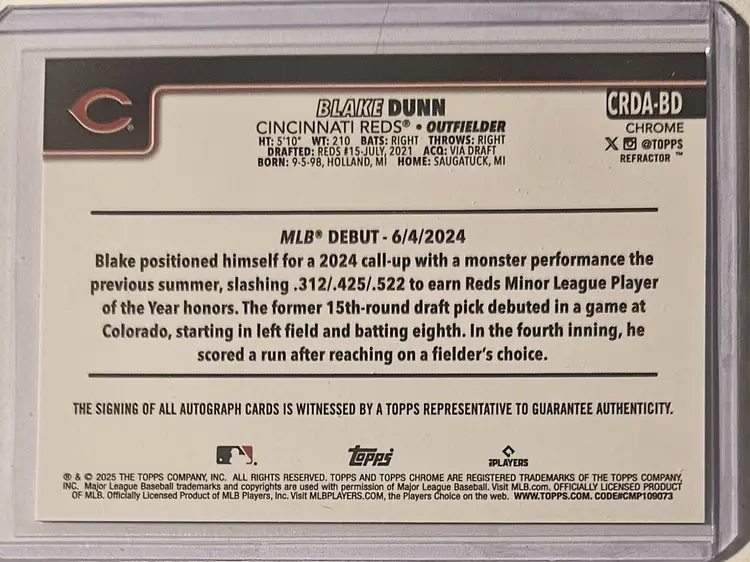 BLAKE DUNN
CRDA-BD
CINCINNATI REDS® • OUTFIELDER
CHROME
HT: 5'10" WT: 210 BATS: RIGHT THROWS: RIGHT
@TOPPS
DRAFTED: REDS #15-JULY, 2021 ACQ: VIA DRAFT
REFRACTOR ™
BORN: 9-5-98, HOLLAND, MI HOME: SAUGATUCK, MI
MLB® DEBUT - 6/4/2024
Blake positioned himself for a 2024 call-up with a monster performance the
previous summer, slashing .312/.425/.522 to earn Reds Minor League Player
of the Year honors. The former 15th-round draft pick debuted in a game at
Colorado, starting in left field and batting eighth. In the fourth inning, he
scored a run after reaching on a fielder's choice.
THE SIGNING OF ALL AUTOGRAPH CARDS IS WITNESSED BY A TOPPS REPRESENTATIVE TO GUARANTEE AUTHENTICITY.
topps
PLAYERS
® & © 2025 THE TOPPS COMPANY, INC. ALL RIGHTS RESERVED. TOPPS AND TOPPS CHROME ARE REGISTERED TRADEMARKS OF THE TOPPS COMPANY,
INC. Major League Baseball trademarks and copyrights are used with permission of Major League Baseball. Visit MLB.com. OFFICIALLY LICENSED PRODUCT
OF MLB. Officially Licensed Product of MLB Players, Inc. Visit MLBPLAYERS.COM, the Players Choice on the web. WWW.TOPPS.COM. CODE#CMP109073